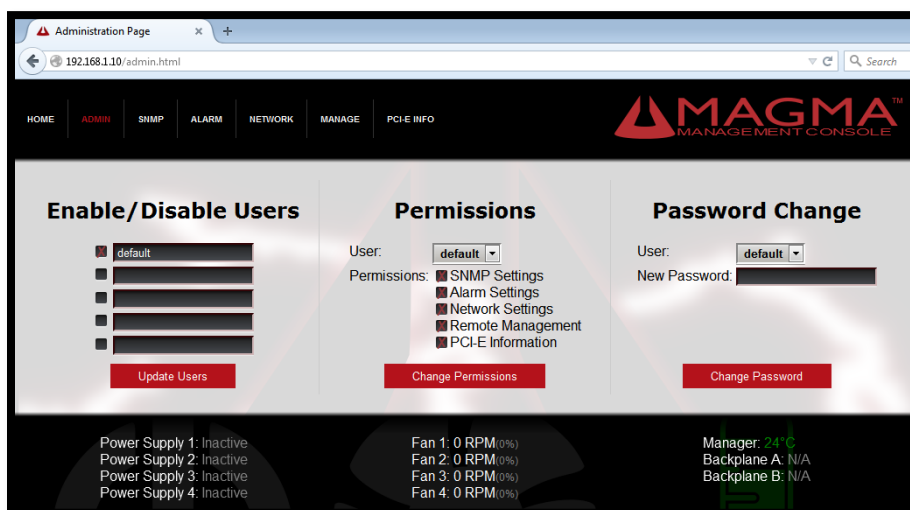 Administration Page × +
192.168.1.10/admin.html
Search
HOME ADMIN SNMP ALARM NETWORK MANAGE PCI-E INFO
MAGMA™
MANAGEMENT CONSOLE
Enable/Disable Users
default
Update Users
Permissions
User: default
Permissions: SNMP Settings
Alarm Settings
Network Settings
Remote Management
PCI-E Information
Change Permissions
Password Change
User: default
New Password:
Change Password
Power Supply 1: Inactive
Power Supply 2: Inactive
Power Supply 3: Inactive
Power Supply 4: Inactive
Fan 1: 0 RPM(0%)
Fan 2: 0 RPM(0%)
Fan 3: 0 RPM(0%)
Fan 4: 0 RPM(0%)
Manager: 24°C
Backplane A: N/A
Backplane B: N/A